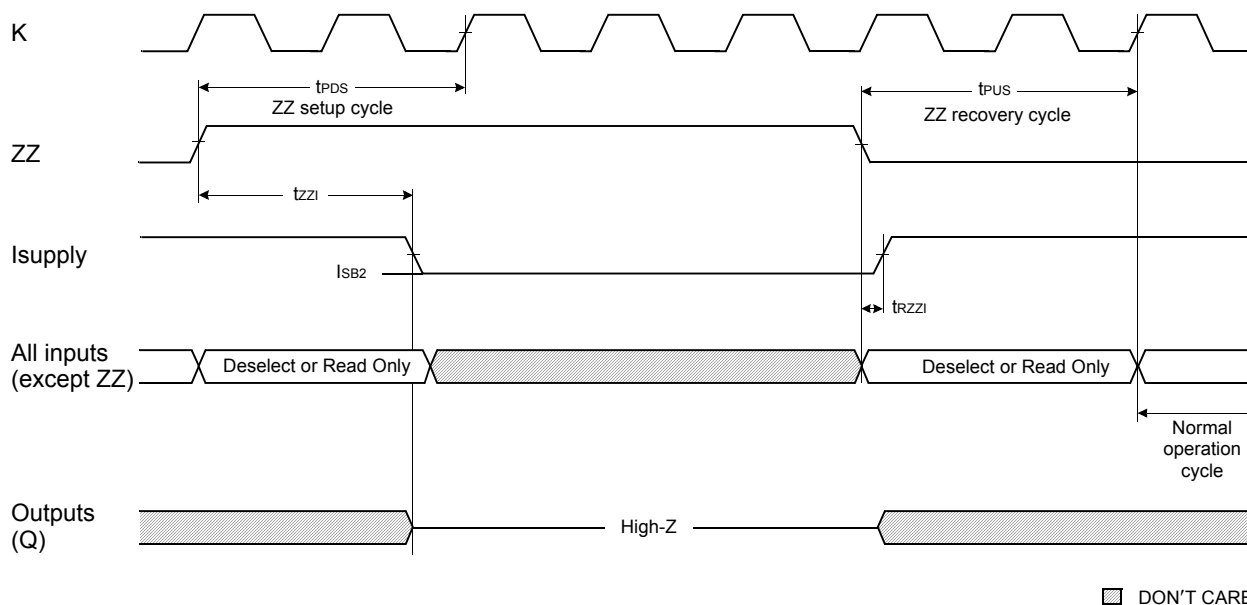 K
tPDS
ZZ setup cycle
tPUS
ZZ recovery cycle
ZZ
tZZI
Isupply
ISB2
tRZZI
All inputs
(except ZZ)
Deselect or Read Only
Deselect or Read Only
Normal
operation
cycle
Outputs
(Q)
High-Z
DON'T CARE